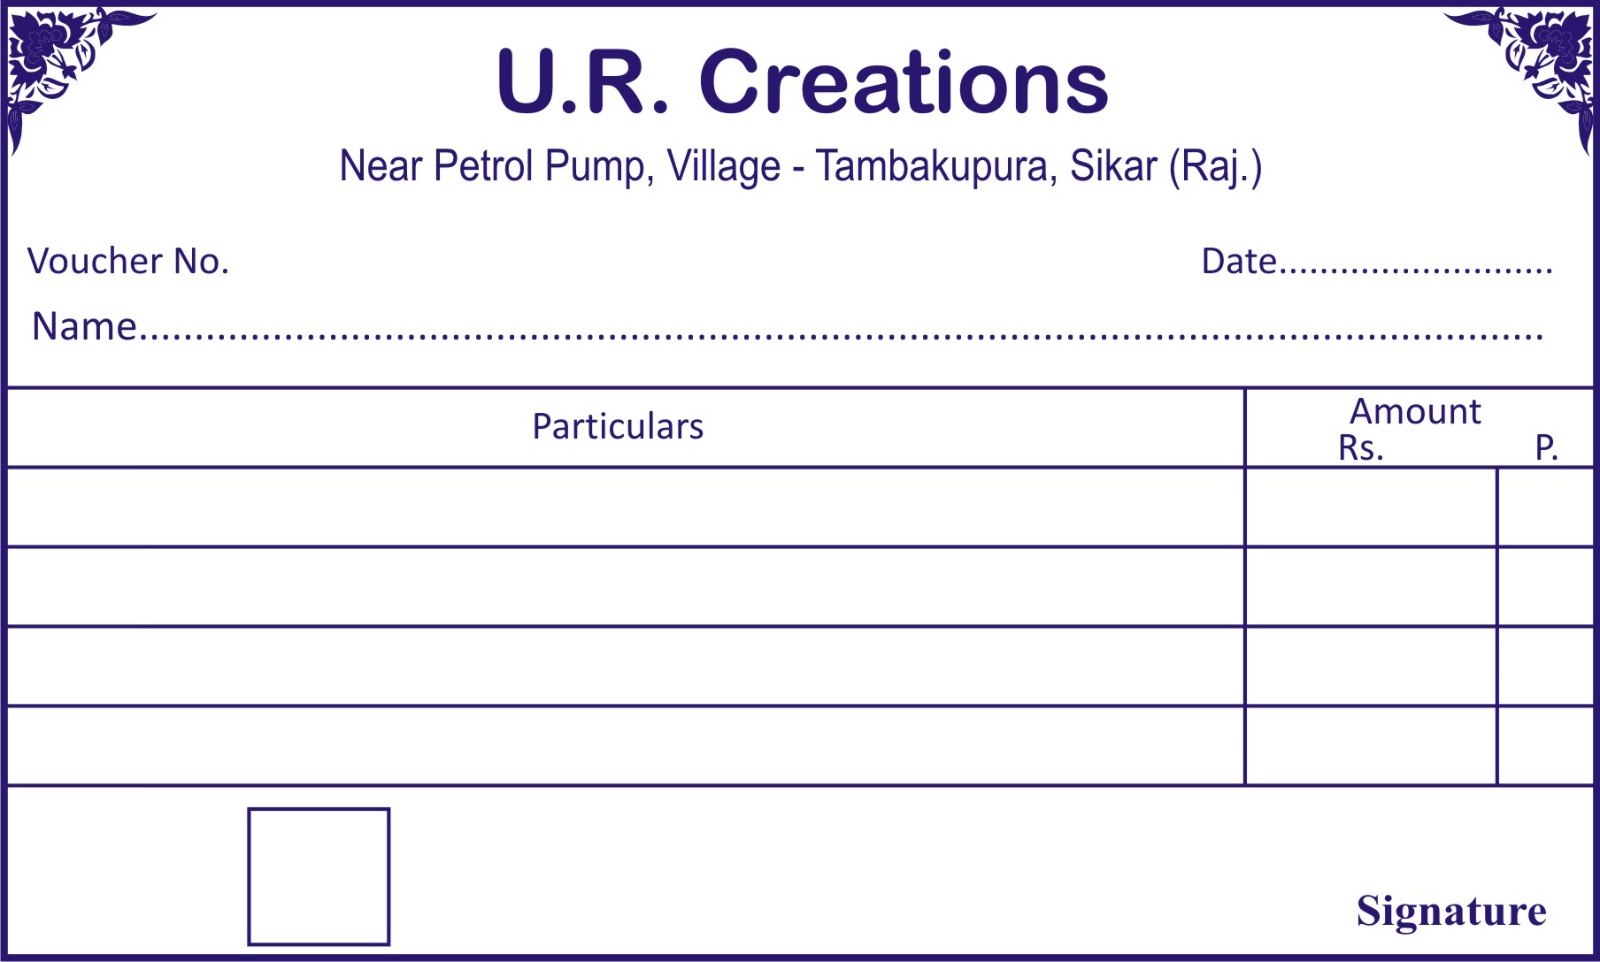 U.R. Creations
Near Petrol Pump, Village - Tambakupura, Sikar (Raj.)
Voucher No.
Date...........................
Name...............................................................................................................................
Particulars
Amount
Rs. P.
Signature